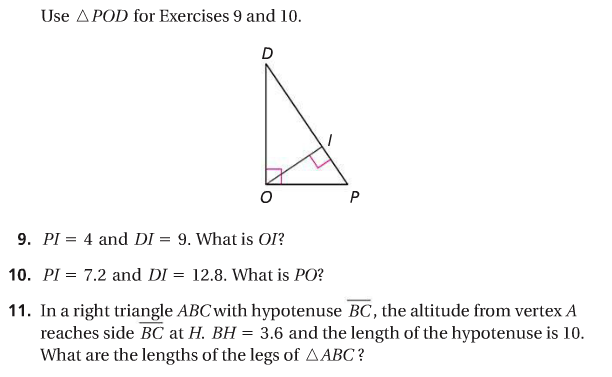 Use △POD for Exercises 9 and 10.
D
I
O
P
9. PI = 4 and DI = 9. What is OI?
10. PI = 7.2 and DI = 12.8. What is PO?
11. In a right triangle ABC with hypotenuse B̅C̅, the altitude from vertex A
reaches side B̅C̅ at H. BH = 3.6 and the length of the hypotenuse is 10.
What are the lengths of the legs of △ABC?